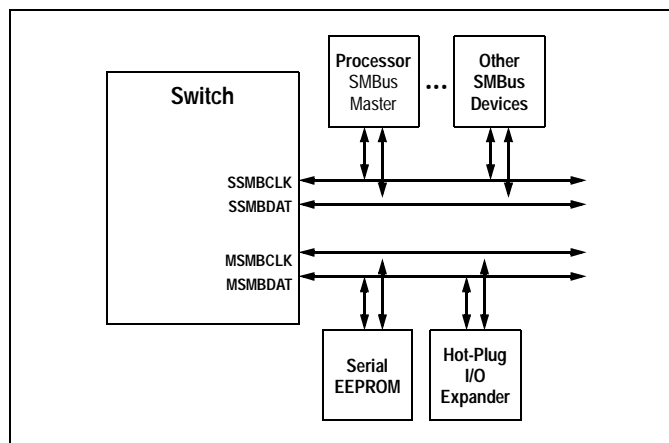 Processor
SMBus
Master
...
Other
SMBus
Devices
Switch
SSMBCLK
SSMBDAT
MSMBCLK
MSMBDAT
Serial
EEPROM
Hot-Plug
I/O
Expander